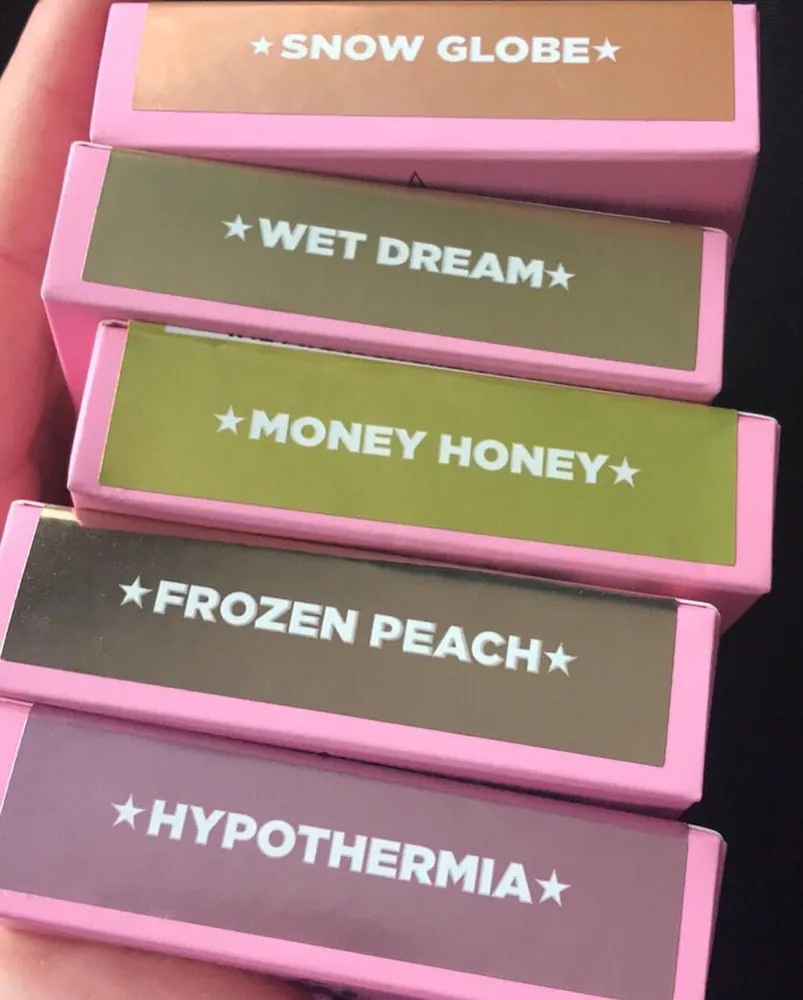 ★SNOW GLOBE★
★WET DREAM★
★MONEY HONEY★
★FROZEN PEACH★
★HYPOTHERMIA★